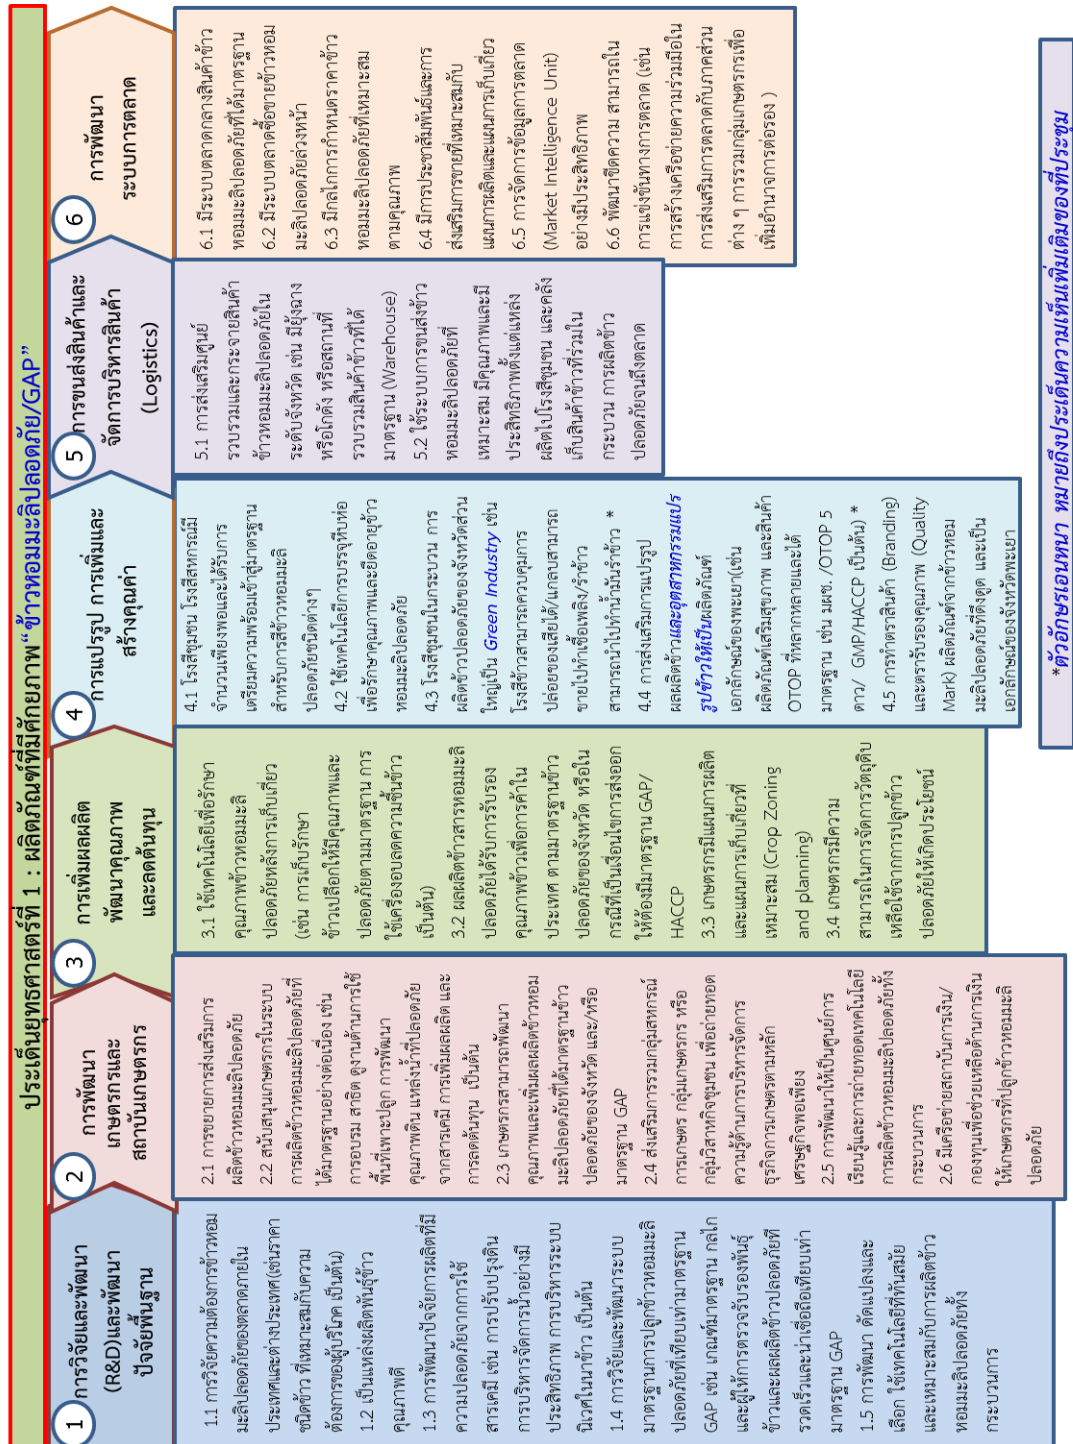 ประเด็นยุทธศาสตร์ที่ 1 : ผลิตภัณฑ์ที่มีศักยภาพ“ข้าวหอมมะลิปลอดภัย/GAP”
1
การวิจัยและพัฒนา
(R&D)และพัฒนา
ปัจจัยพื้นฐาน
1.1 การวิจัยความต้องการข้าวหอม
มะลิปลอดภัยของตลาดภายใน
ประเทศและต่างประเทศ(เช่นราคา
ชนิดข้าว ที่เหมาะสมกับความ
ต้องการของผู้บริโภค เป็นต้น)
1.2 เป็นแหล่งผลิตพันธุ์ข้าว
คุณภาพดี
1.3 การพัฒนาปัจจัยการผลิตที่มี
ความปลอดภัยจากการใช้
สารเคมี เช่น การปรับปรุงดิน
การบริหารจัดการน้ำอย่างมี
ประสิทธิภาพ การบริหารระบบ
นิเวศในนาข้าว เป็นต้น
1.4 การวิจัยและพัฒนาระบบ
มาตรฐานการปลูกข้าวหอมมะลิ
ปลอดภัยที่เทียบเท่ามาตรฐาน
GAP เช่น เกณฑ์มาตรฐาน กลไก
และผู้ให้การตรวจรับรองพันธุ์
ข้าวและผลผลิตข้าวปลอดภัยที่
รวดเร็วและน่าเชื่อถือเทียบเท่า
มาตรฐาน GAP
1.5 การพัฒนา ดัดแปลงและ
เลือก ใช้เทคโนโลยีที่ทันสมัย
และเหมาะสมกับการผลิตข้าว
หอมมะลิปลอดภัยทั้ง
กระบวนการ
2
การพัฒนา
เกษตรกรและ
สถาบันเกษตรกร
2.1 การขยายการส่งเสริมการ
ผลิตข้าวหอมมะลิปลอดภัย
2.2 สนับสนุนเกษตรกรในระบบ
การผลิตข้าวหอมมะลิปลอดภัยที่
ได้มาตรฐานอย่างต่อเนื่อง เช่น
การอบรม สาธิต ดูงานด้านการใช้
พื้นที่เพาะปลูก การพัฒนา
คุณภาพดิน แหล่งน้ำที่ปลอดภัย
จากสารเคมี การเพิ่มผลผลิต และ
การลดต้นทุน เป็นต้น
2.3 เกษตรกรสามารถพัฒนา
คุณภาพและเพิ่มผลผลิตข้าวหอม
มะลิปลอดภัยที่ได้มาตรฐานข้าว
ปลอดภัยของจังหวัด และ/หรือ
มาตรฐาน GAP
2.4 ส่งเสริมการรวมกลุ่มสหกรณ์
การเกษตร กลุ่มเกษตรกร หรือ
กลุ่มวิสาหกิจชุมชน เพื่อถ่ายทอด
ความรู้ด้านการบริหารจัดการ
ธุรกิจการเกษตรตามหลัก
เศรษฐกิจพอเพียง
2.5 การพัฒนาให้เป็นศูนย์การ
เรียนรู้และการถ่ายทอดเทคโนโลยี
การผลิตข้าวหอมมะลิปลอดภัยทั้ง
กระบวนการ
2.6 มีเครือข่ายสถาบันการเงิน/
กองทุนเพื่อช่วยเหลือด้านการเงิน
ให้เกษตรกรที่ปลูกข้าวหอมมะลิ
ปลอดภัย
3
การเพิ่มผลผลิต
พัฒนาคุณภาพ
และลดต้นทุน
3.1 ใช้เทคโนโลยีเพื่อรักษา
คุณภาพข้าวหอมมะลิ
ปลอดภัยหลังการเก็บเกี่ยว
(เช่น การเก็บรักษา
ข้าวเปลือกให้มีคุณภาพและ
ปลอดภัยตามมาตรฐาน การ
ใช้เครื่องอบลดความชื้นข้าว
เป็นต้น)
3.2 ผลผลิตข้าวสารหอมมะลิ
ปลอดภัยได้รับการรับรอง
คุณภาพข้าวเพื่อการค้าใน
ประเทศ ตามมาตรฐานข้าว
ปลอดภัยของจังหวัด หรือใน
กรณีที่เป็นเงื่อนไขการส่งออก
ให้ต้องมีมาตรฐาน GAP/
HACCP
3.3 เกษตรกรมีแผนการผลิต
และแผนการเก็บเกี่ยวที่
เหมาะสม (Crop Zoning
and planning)
3.4 เกษตรกรมีความ
สามารถในการจัดการวัตถุดิบ
เหลือใช้จากการปลูกข้าว
ปลอดภัยให้เกิดประโยชน์
4
การแปรรูป การเพิ่มและ
สร้างคุณค่า
4.1 โรงสีชุมชน โรงสีสหกรณ์มี
จำนวนเพียงพอและได้รับการ
เตรียมความพร้อมเข้าสู่มาตรฐาน
สำหรับการสีข้าวหอมมะลิ
ปลอดภัยชนิดต่างๆ
4.2 ใช้เทคโนโลยีการบรรจุหีบห่อ
เพื่อรักษาคุณภาพและยืดอายุข้าว
หอมมะลิปลอดภัย
4.3 โรงสีชุมชนในกระบวน การ
ผลิตข้าวปลอดภัยของจังหวัดส่วน
ใหญ่เป็น Green Industry เช่น
โรงสีข้าวสามารถควบคุมการ
ปล่อยของเสียได้/แกลบสามารถ
ขายไปทำเชื้อเพลิง/รำข้าว
สามารถนำไปทำน้ำมันรำข้าว *
4.4 การส่งเสริมการแปรรูป
ผลผลิตข้าวและอุตสาหกรรมแปร
รูปข้าวให้เป็นผลิตภัณฑ์
เอกลักษณ์ของพะเยา(เช่น
ผลิตภัณฑ์เสริมสุขภาพ และสินค้า
OTOP ที่หลากหลายและได้
มาตรฐาน เช่น มผช. /OTOP 5
ดาว/ GMP/HACCP เป็นต้น) *
4.5 การทำตราสินค้า (Branding)
และตรารับรองคุณภาพ (Quality
Mark) ผลิตภัณฑ์จากข้าวหอม
มะลิปลอดภัยที่ดึงดูด และเป็น
เอกลักษณ์ของจังหวัดพะเยา
5
การขนส่งสินค้าและ
จัดการบริหารสินค้า
(Logistics)
5.1 การส่งเสริมศูนย์
รวบรวมและกระจายสินค้า
ข้าวหอมมะลิปลอดภัยใน
ระดับจังหวัด เช่น มียุ้งฉาง
หรือโกดัง หรือสถานที่
รวบรวมสินค้าข้าวที่ได้
มาตรฐาน (Warehouse)
5.2 ใช้ระบบการขนส่งข้าว
หอมมะลิปลอดภัยที่
เหมาะสม มีคุณภาพและมี
ประสิทธิภาพตั้งแต่แหล่ง
ผลิตไปโรงสีชุมชน และคลัง
เก็บสินค้าข้าวที่ร่วมใน
กระบวน การผลิตข้าว
ปลอดภัยจนถึงตลาด
6
การพัฒนา
ระบบการตลาด
6.1 มีระบบตลาดกลางสินค้าข้าว
หอมมะลิปลอดภัยที่ได้มาตรฐาน
6.2 มีระบบตลาดซื้อขายข้าวหอม
มะลิปลอดภัยล่วงหน้า
6.3 มีกลไกการกำหนดราคาข้าว
หอมมะลิปลอดภัยที่เหมาะสม
ตามคุณภาพ
6.4 มีการประชาสัมพันธ์และการ
ส่งเสริมการขายที่เหมาะสมกับ
แผนการผลิตและแผนการเก็บเกี่ยว
6.5 การจัดการข้อมูลการตลาด
(Market Intelligence Unit)
อย่างมีประสิทธิภาพ
6.6 พัฒนาขีดความ สามารถใน
การแข่งขันทางการตลาด (เช่น
การสร้างเครือข่ายความร่วมมือใน
การส่งเสริมการตลาดกับภาคส่วน
ต่าง ๆ การรวมกลุ่มเกษตรกรเพื่อ
เพิ่มอำนาจการต่อรอง )
*ตัวอักษรเอนหนา หมายถึงประเด็นความเห็นเพิ่มเติมของที่ประชุม